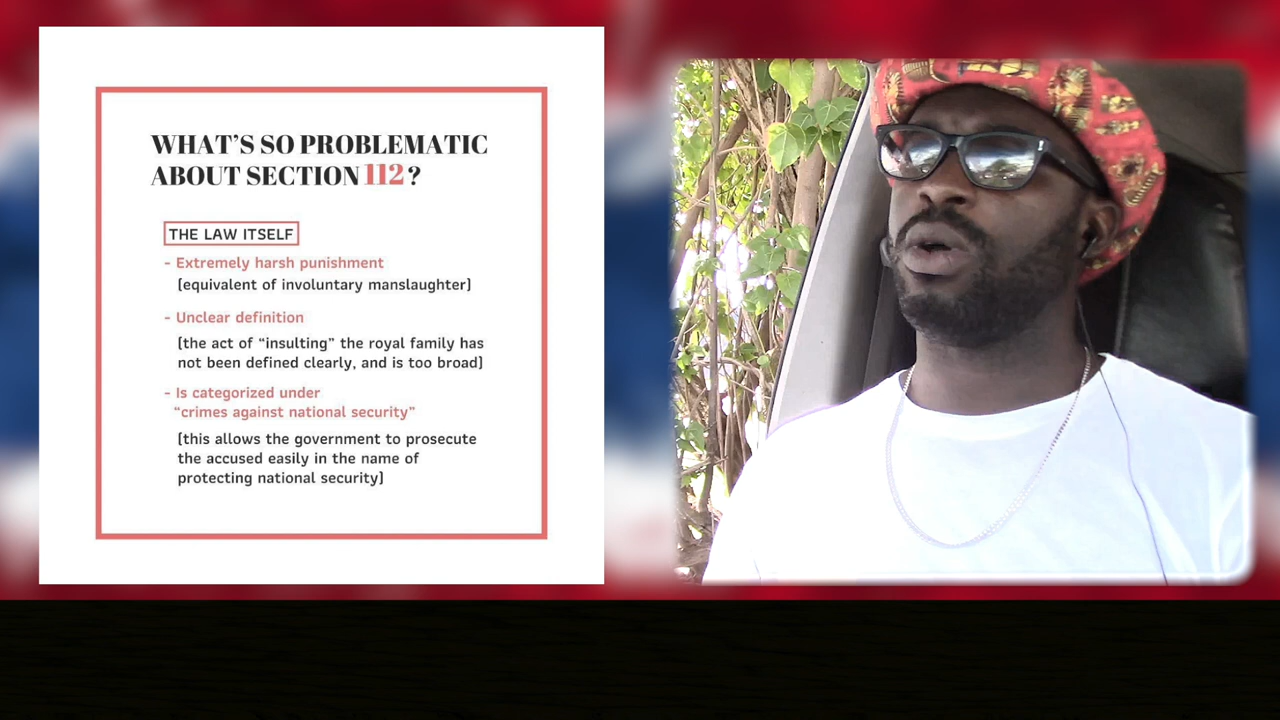 WHAT'S SO PROBLEMATIC
ABOUT SECTION 112?
THE LAW ITSELF
- Extremely harsh punishment
(equivalent of involuntary manslaughter)
- Unclear definition
(the act of "insulting" the royal family has
not been defined clearly, and is too broad)
- Is categorized under
"crimes against national security"
(this allows the government to prosecute
the accused easily in the name of
protecting national security)